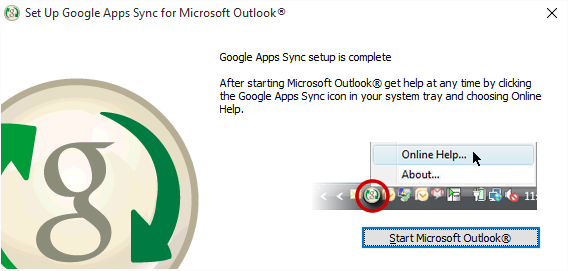 Set Up Google Apps Sync for Microsoft Outlook®
Google Apps Sync setup is complete
After starting Microsoft Outlook® get help at any time by clicking
the Google Apps Sync icon in your system tray and choosing Online
Help.
Online Help...
About...
11:
Start Microsoft Outlook®